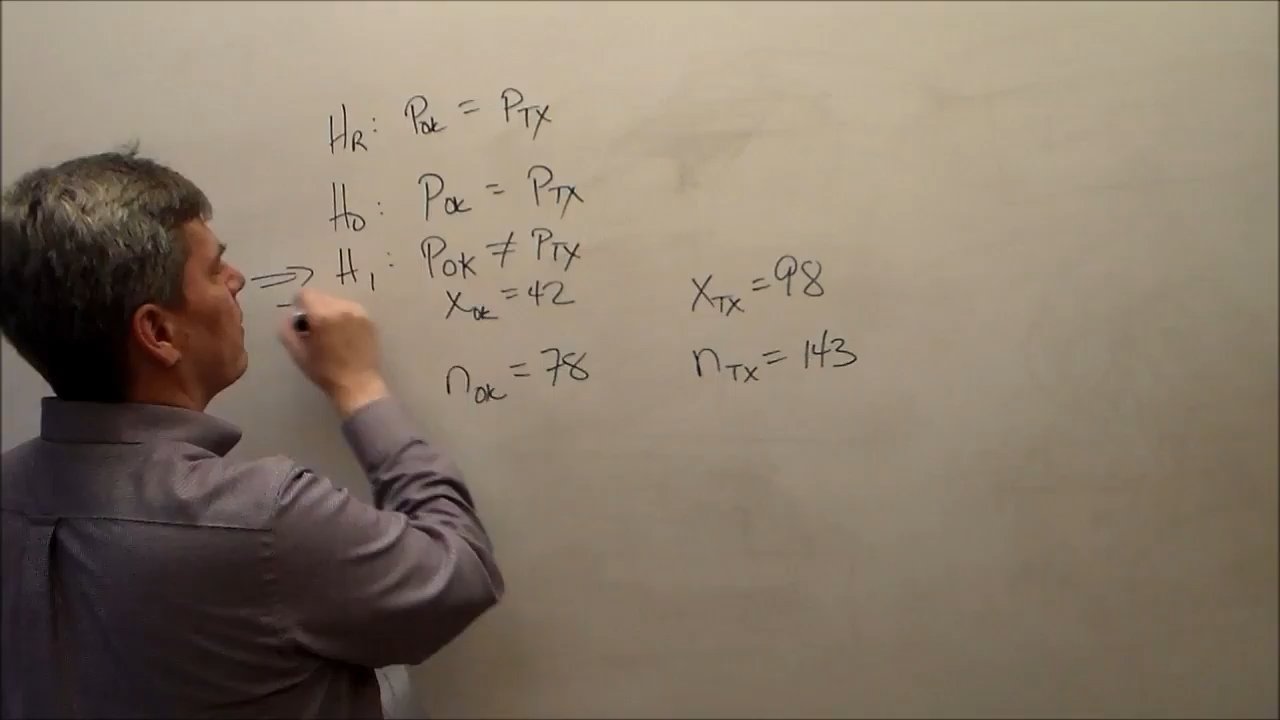 H_R: P_OK = P_TX
H_0: P_OK = P_TX
⇒ H_1: P_OK ≠ P_TX
x_OK = 42 x_TX = 98
n_OK = 78 n_TX = 143